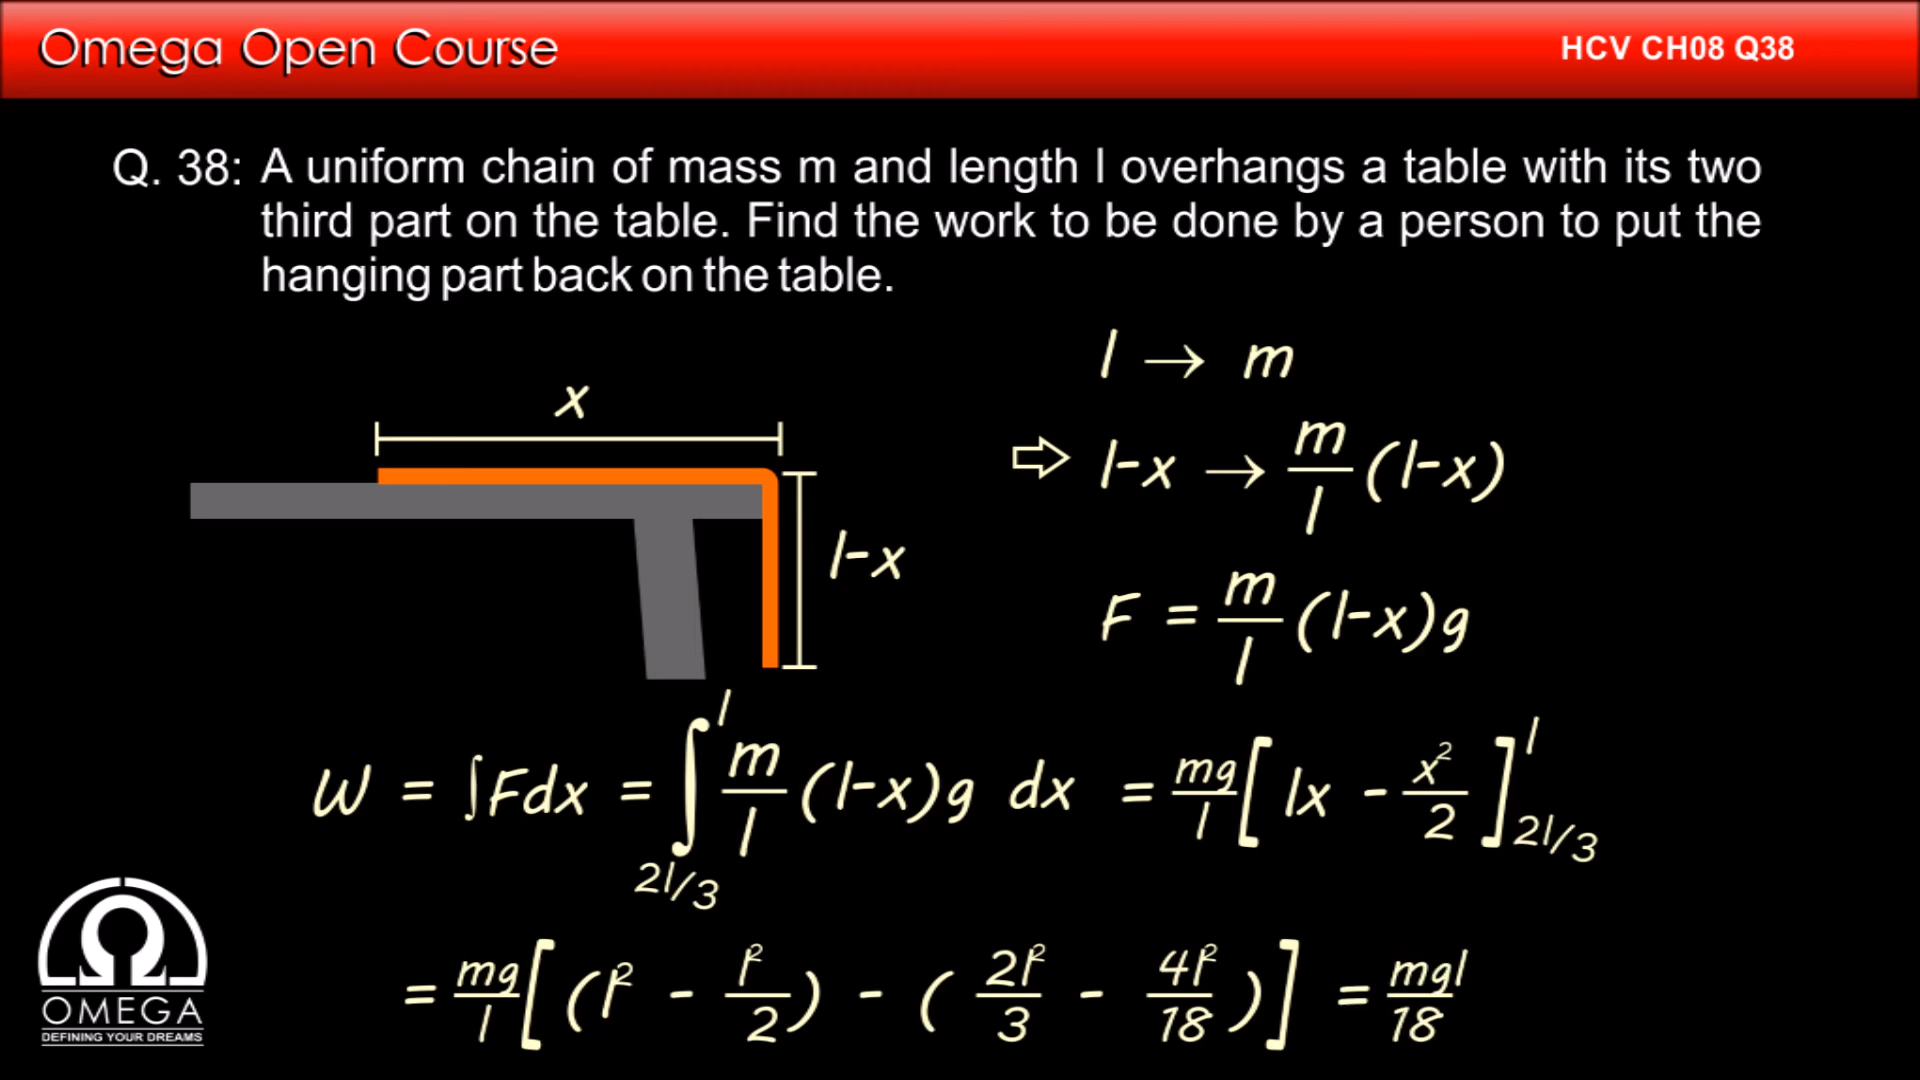 Omega Open Course
HCV CH08 Q38
Q. 38: A uniform chain of mass m and length l overhangs a table with its two
third part on the table. Find the work to be done by a person to put the
hanging part back on the table.
x
l-x
l → m
⇨ l-x → m/l (l-x)
F = m/l (l-x)g
W = ∫Fdx = ∫_{2l/3}^{l} m/l (l-x)g dx = mg/l [ lx - x²/2 ]_{2l/3}^{l}
= mg/l [ (l² - l²/2) - ( 2l²/3 - 4l²/18 ) ] = mgl/18
OMEGA
DEFINING YOUR DREAMS